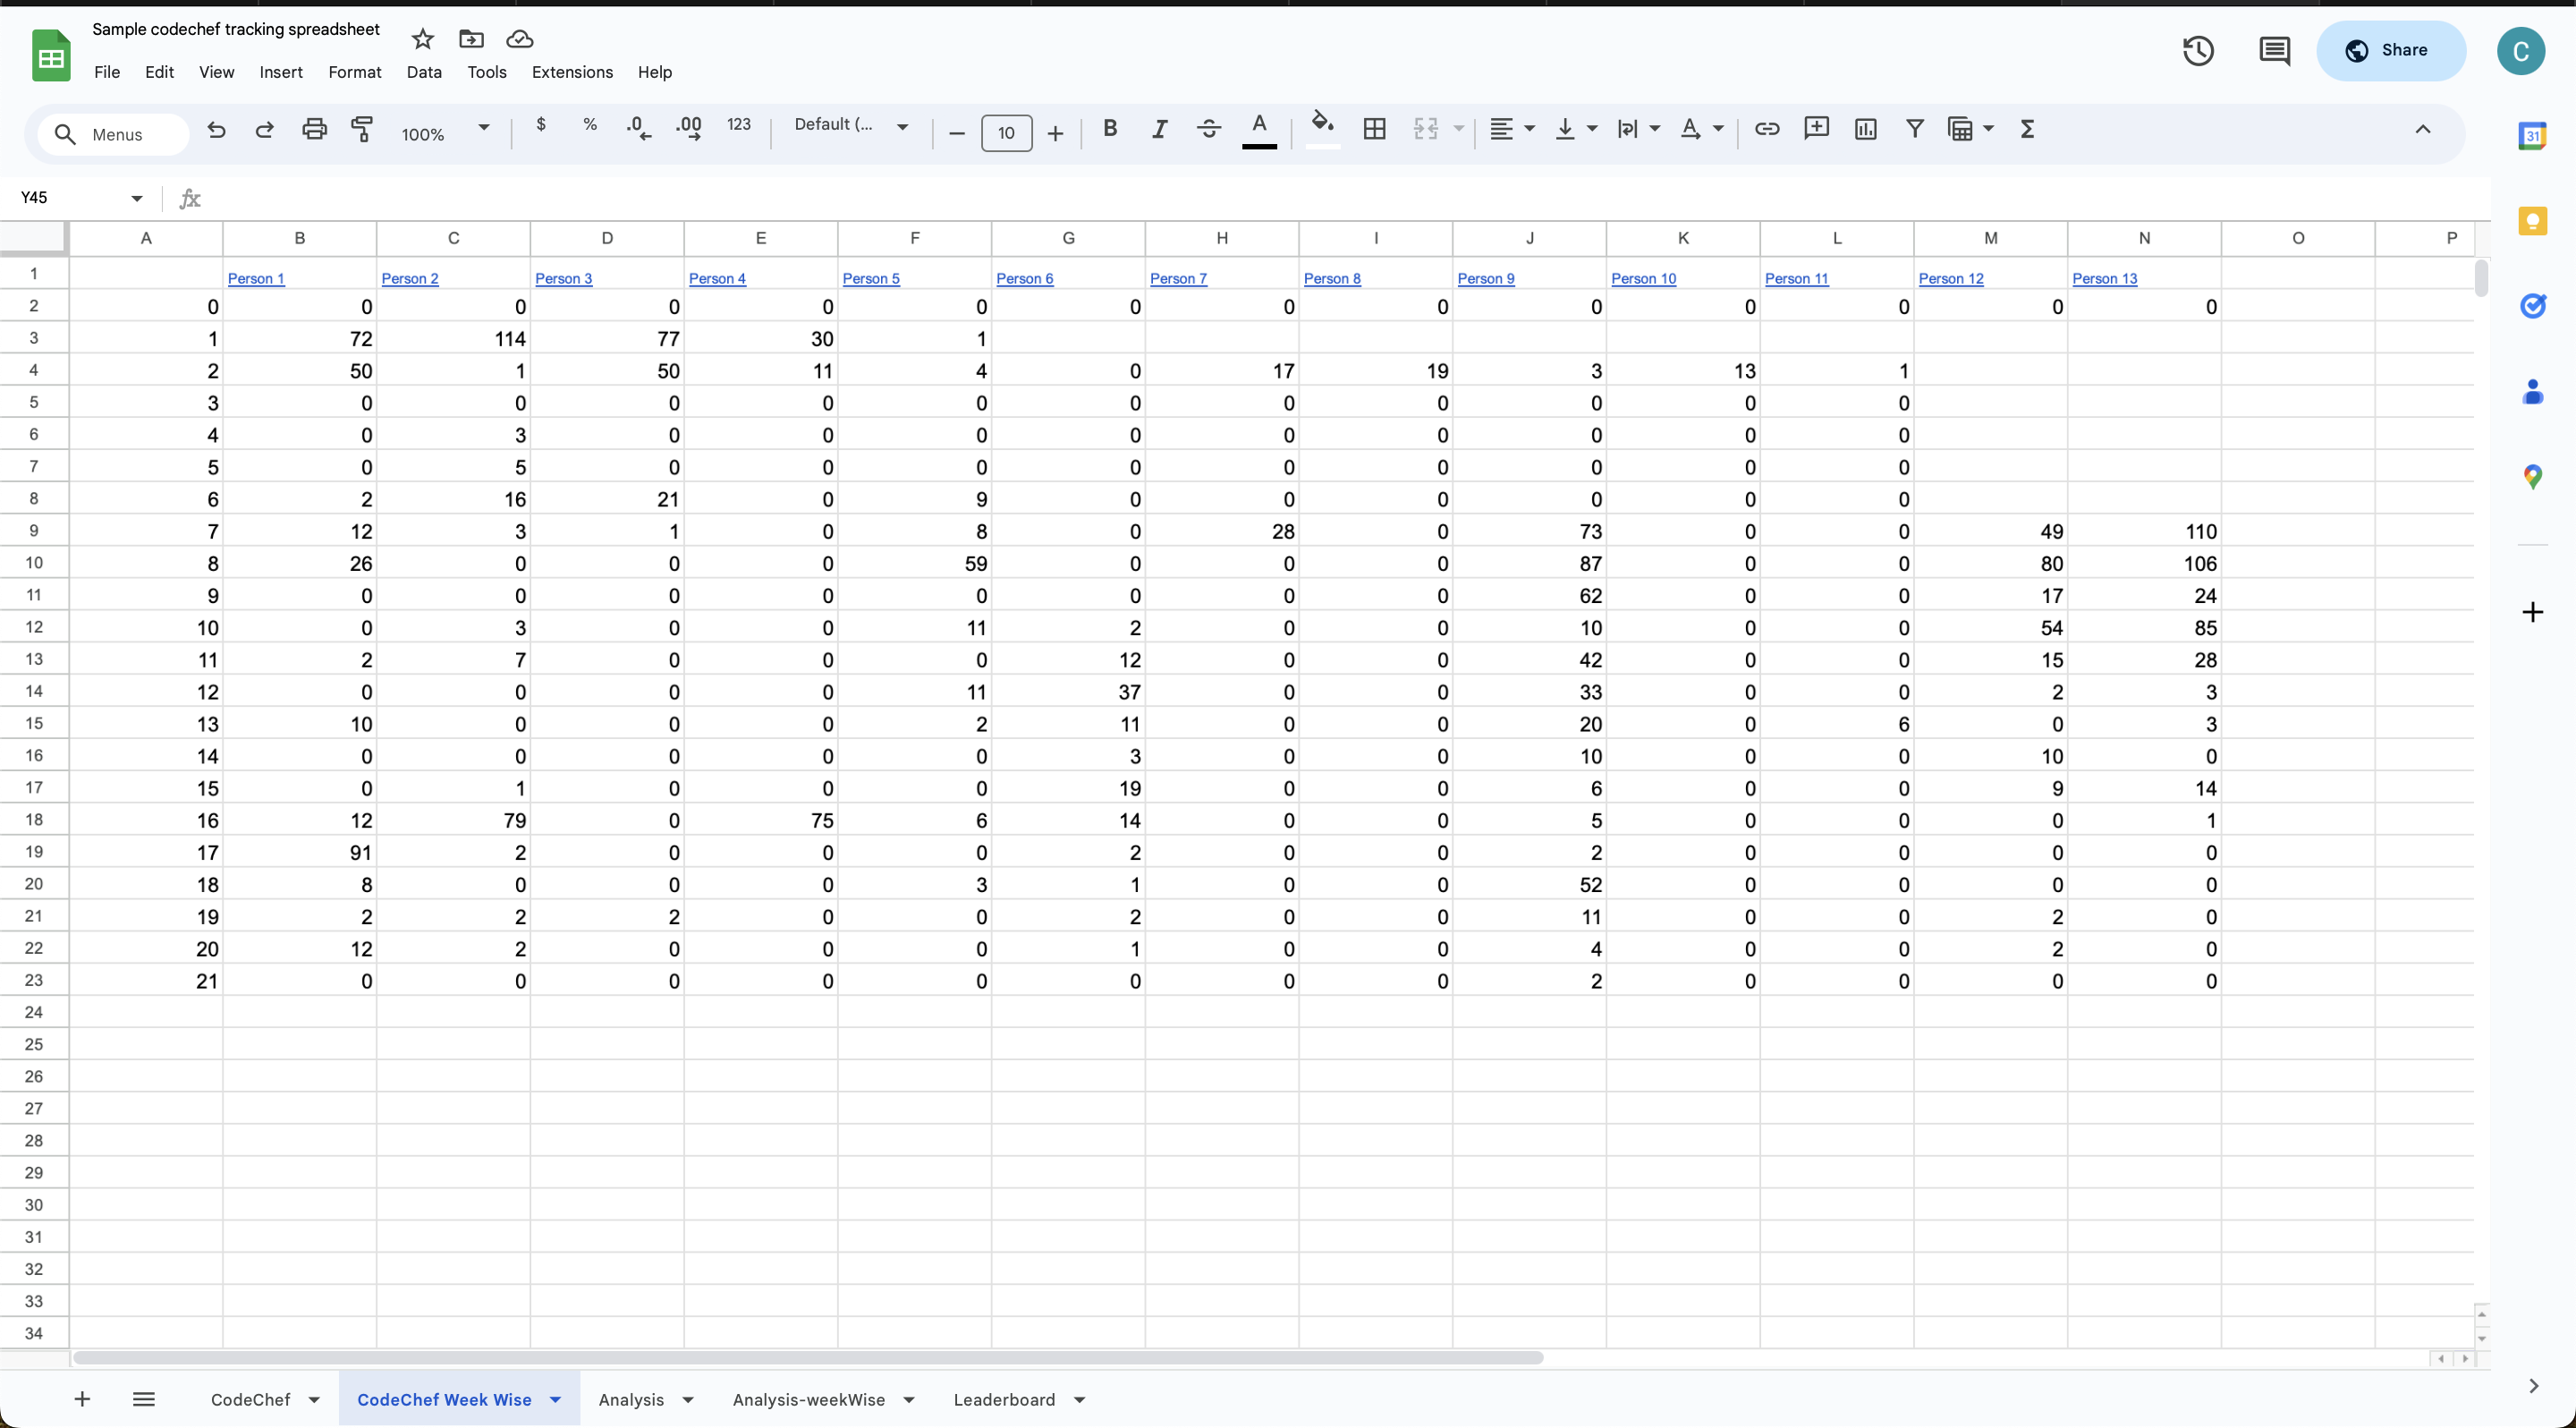 Sample codechef tracking spreadsheet
File Edit View Insert Format Data Tools Extensions Help
Share
C
Menus 100% $ % .0 .00 123 Default (... 10 B I A
31
Y45 fx
A B C D E F G H I J K L M N O P
1 Person 1 Person 2 Person 3 Person 4 Person 5 Person 6 Person 7 Person 8 Person 9 Person 10 Person 11 Person 12 Person 13
2 0 0 0 0 0 0 0 0 0 0 0 0 0 0
3 1 72 114 77 30 1
4 2 50 1 50 11 4 0 17 19 3 13 1
5 3 0 0 0 0 0 0 0 0 0 0 0
6 4 0 3 0 0 0 0 0 0 0 0 0
7 5 0 5 0 0 0 0 0 0 0 0 0
8 6 2 16 21 0 9 0 0 0 0 0 0
9 7 12 3 1 0 8 0 28 0 73 0 0 49 110
10 8 26 0 0 0 59 0 0 0 87 0 0 80 106
11 9 0 0 0 0 0 0 0 0 62 0 0 17 24
12 10 0 3 0 0 11 2 0 0 10 0 0 54 85
13 11 2 7 0 0 0 12 0 0 42 0 0 15 28
14 12 0 0 0 0 11 37 0 0 33 0 0 2 3
15 13 10 0 0 0 2 11 0 0 20 0 6 0 3
16 14 0 0 0 0 0 3 0 0 10 0 0 10 0
17 15 0 1 0 0 0 19 0 0 6 0 0 9 14
18 16 12 79 0 75 6 14 0 0 5 0 0 0 1
19 17 91 2 0 0 0 2 0 0 2 0 0 0 0
20 18 8 0 0 0 3 1 0 0 52 0 0 0 0
21 19 2 2 2 0 0 2 0 0 11 0 0 2 0
22 20 12 2 0 0 0 1 0 0 4 0 0 2 0
23 21 0 0 0 0 0 0 0 0 2 0 0 0 0
24
25
26
27
28
29
30
31
32
33
34
CodeChef CodeChef Week Wise Analysis Analysis-weekWise Leaderboard